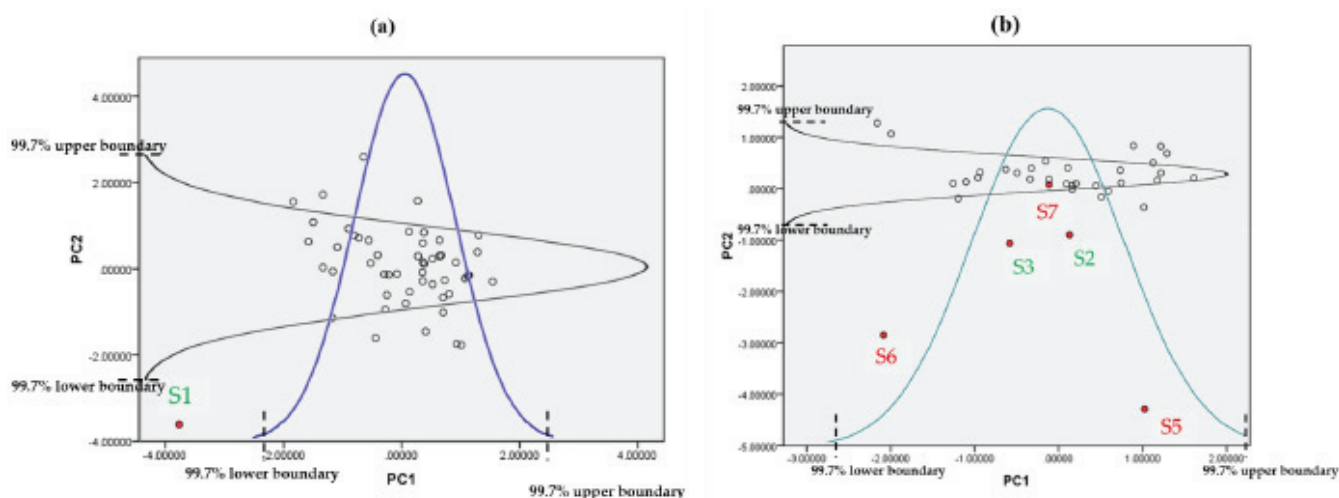 (a)
4.00000
99.7% upper boundary
2.00000
PC2
.00000
-2.00000
99.7% lower boundary
S1
-4.00000
-4.00000
-2.00000
.00000
2.00000
4.00000
99.7% lower boundary
PC1
99.7% upper boundary
(b)
2.00000
99.7% upper boundary
1.00000
.00000
S7
99.7% lower boundary
-1.00000
PC2
S3
S2
-2.00000
-3.00000
S6
-4.00000
S5
-5.00000
-3.00000
-2.00000
-1.00000
.00000
1.00000
2.00000
99.7% lower boundary
PC1
99.7% upper boundary